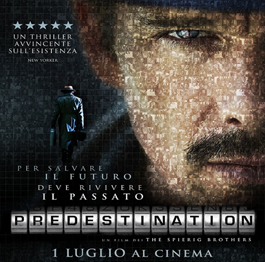 ★★★★★
UN THRILLER
AVVINCENTE
SULL'ESISTENZA
NEW YORKER
PER SALVARE
IL FUTURO
DEVE RIVIVERE
IL PASSATO
PREDESTINATION
UN FILM DEI THE SPIERIG BROTHERS
1 LUGLIO AL CINEMA